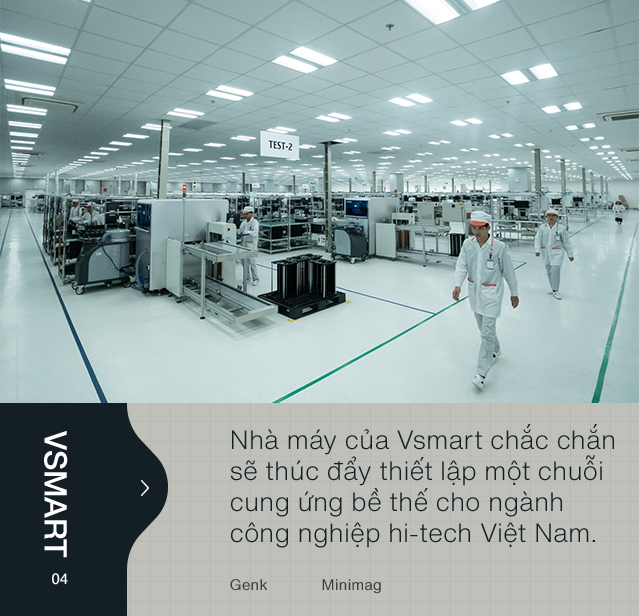 TEST-2
VSMART
04
Nhà máy của Vsmart chắc chắn
sẽ thúc đẩy thiết lập một chuỗi
cung ứng bề thế cho ngành
công nghiệp hi-tech Việt Nam.
Genk
Minimag